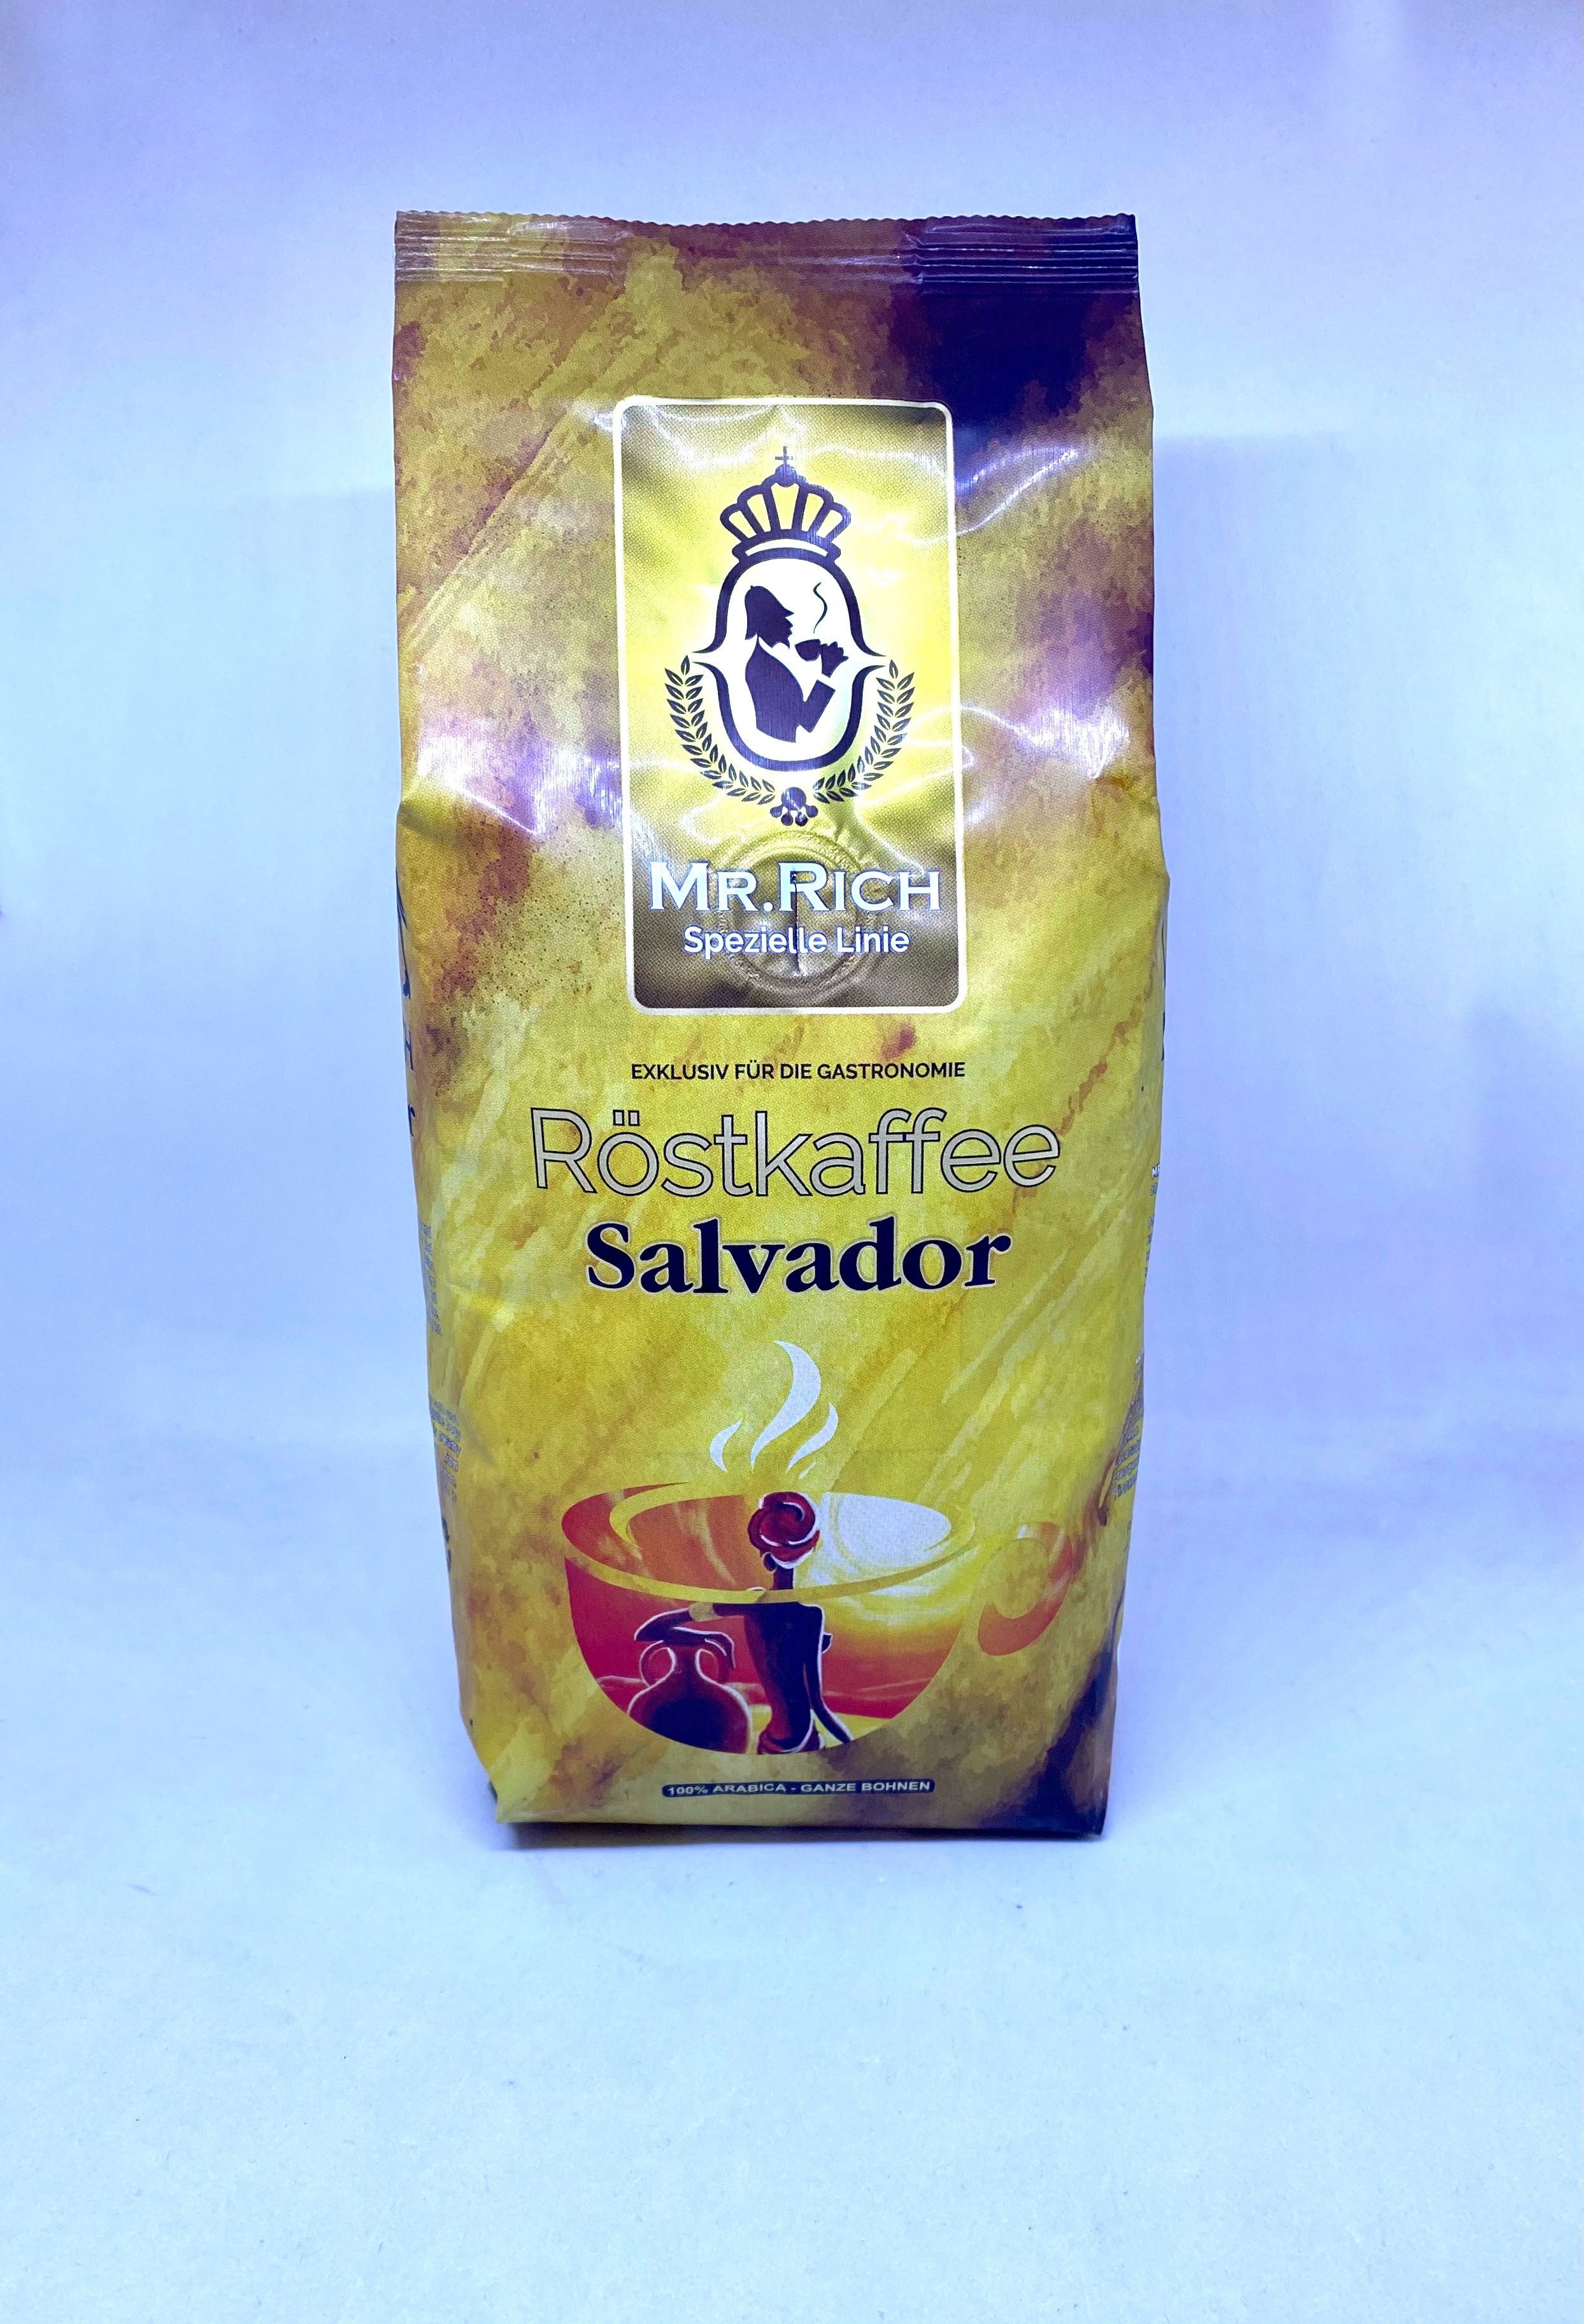 MR.RICH
Spezielle Linie
EXKLUSIV FÜR DIE GASTRONOMIE
Röstkaffee
Salvador
100% ARABICA - GANZE BOHNEN